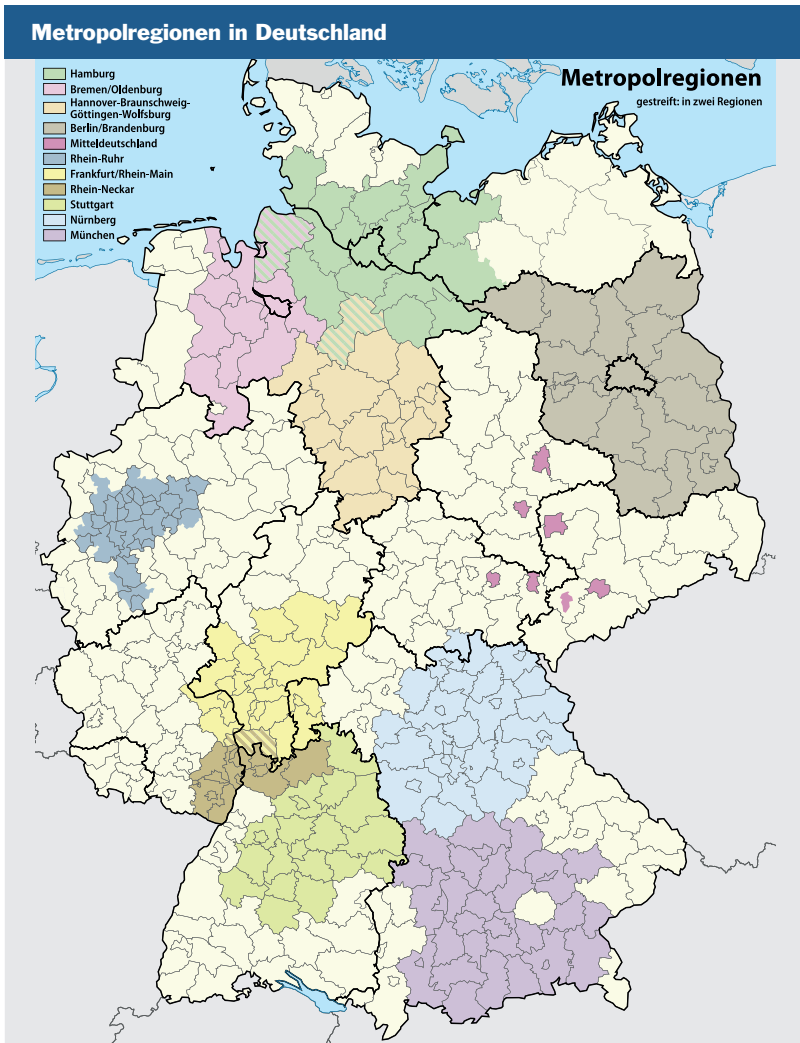 Metropolregionen in Deutschland
Metropolregionen
gestreift: in zwei Regionen
Hamburg
Bremen/Oldenburg
Hannover-Braunschweig-
Göttingen-Wolfsburg
Berlin/Brandenburg
Mitteldeutschland
Rhein-Ruhr
Frankfurt/Rhein-Main
Rhein-Neckar
Stuttgart
Nürnberg
München